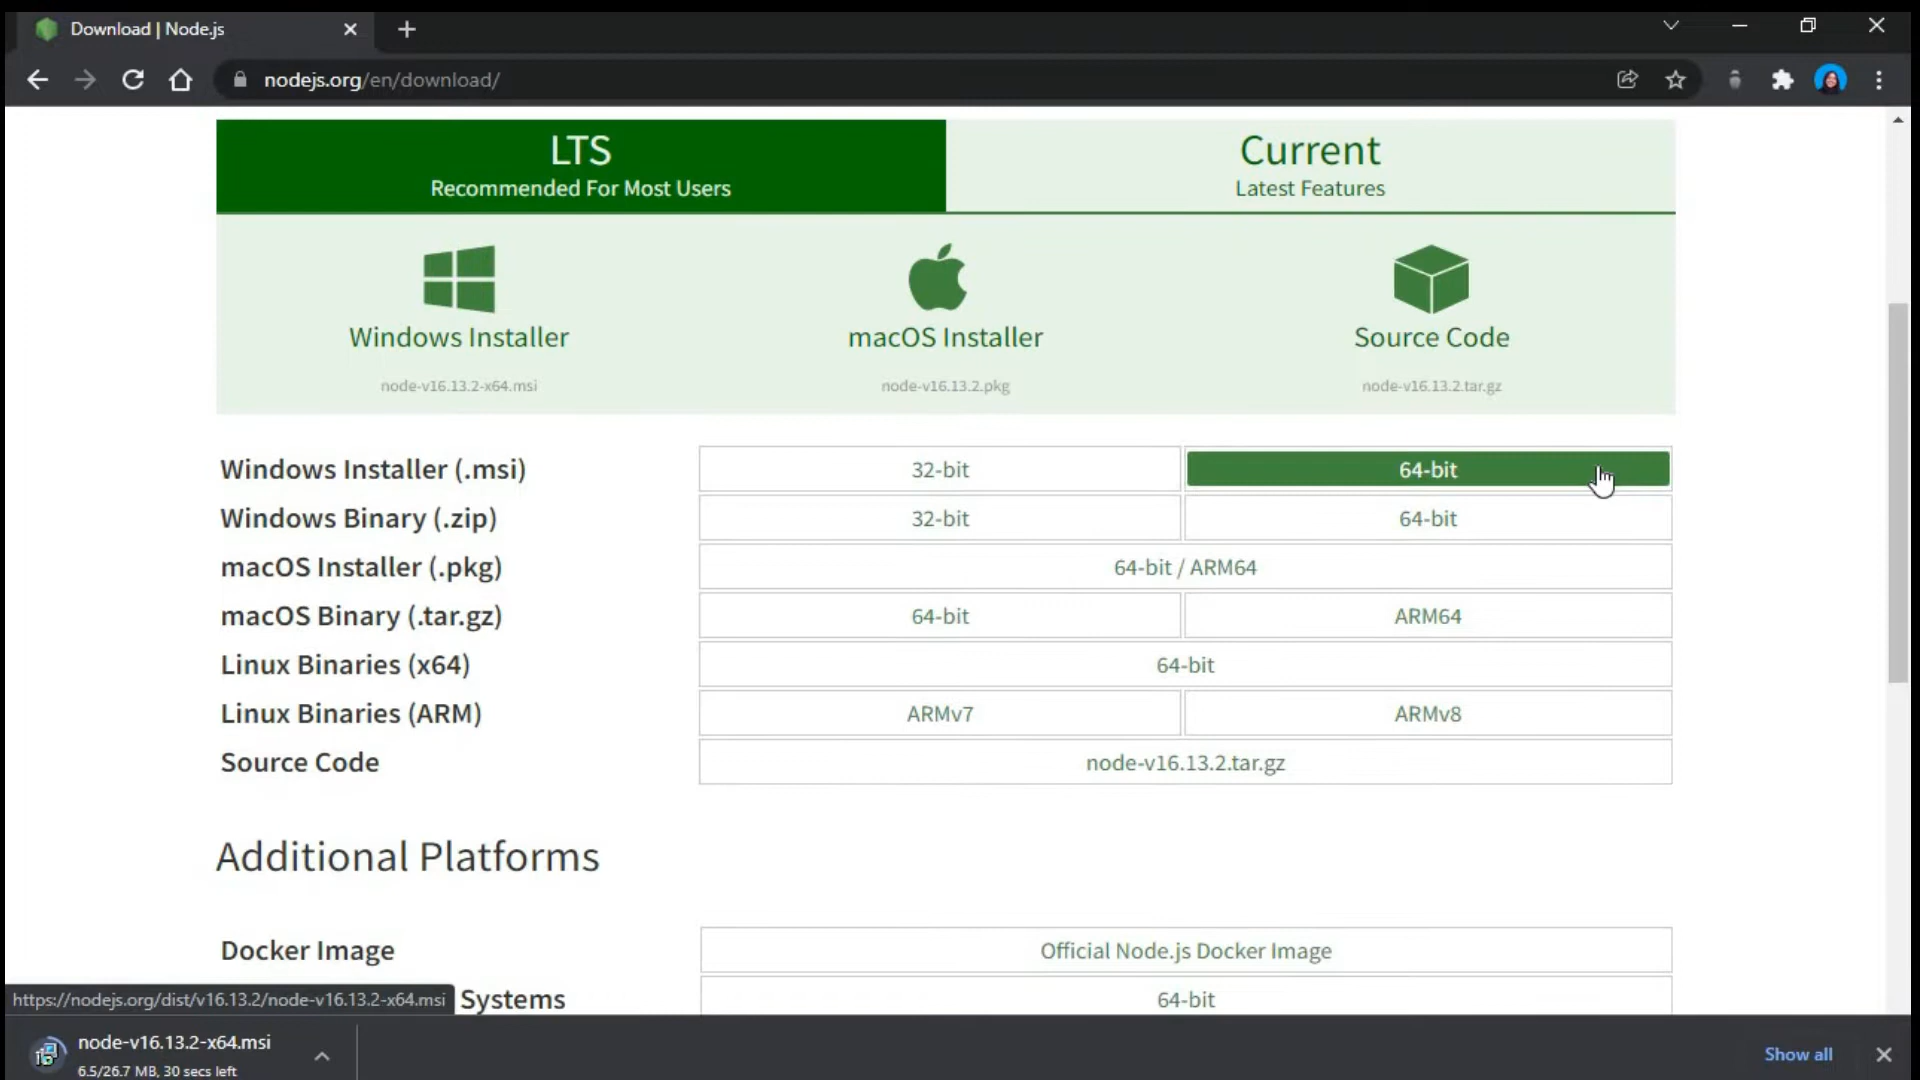 Download | Node.js
nodejs.org/en/download/
LTS
Recommended For Most Users
Current
Latest Features
Windows Installer
node-v16.13.2-x64.msi
macOS Installer
node-v16.13.2.pkg
Source Code
node-v16.13.2.tar.gz
Windows Installer (.msi)
32-bit
64-bit
Windows Binary (.zip)
32-bit
64-bit
macOS Installer (.pkg)
64-bit / ARM64
macOS Binary (.tar.gz)
64-bit
ARM64
Linux Binaries (x64)
64-bit
Linux Binaries (ARM)
ARMv7
ARMv8
Source Code
node-v16.13.2.tar.gz
Additional Platforms
Docker Image
Official Node.js Docker Image
https://nodejs.org/dist/v16.13.2/node-v16.13.2-x64.msi
Systems
64-bit
node-v16.13.2-x64.msi
6.5/26.7 MB, 30 secs left
Show all